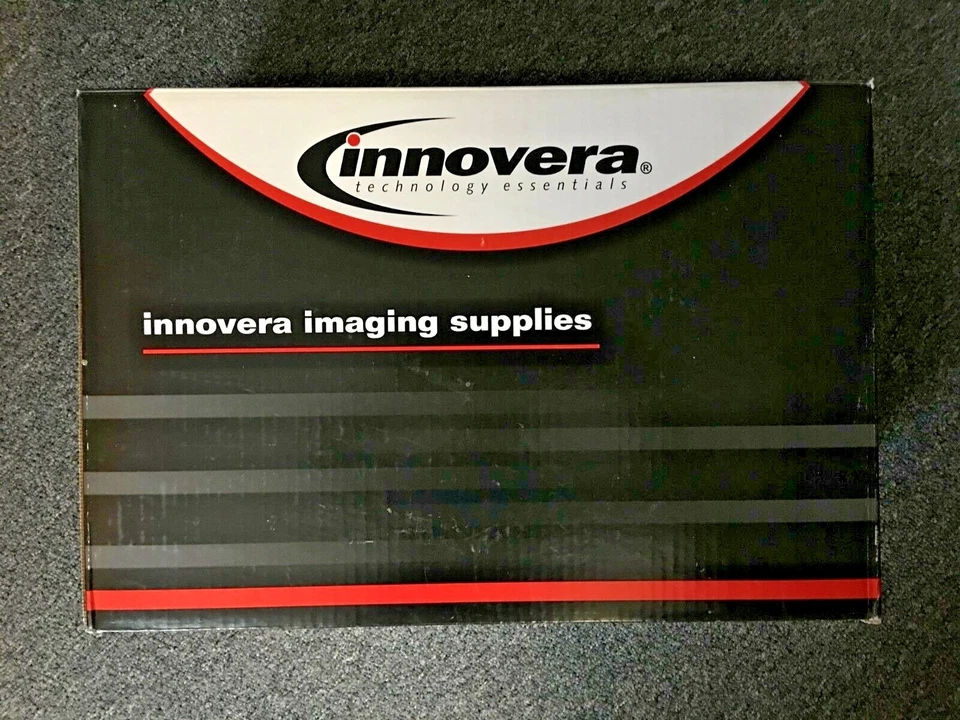 innovera®
technology essentials
innovera imaging supplies